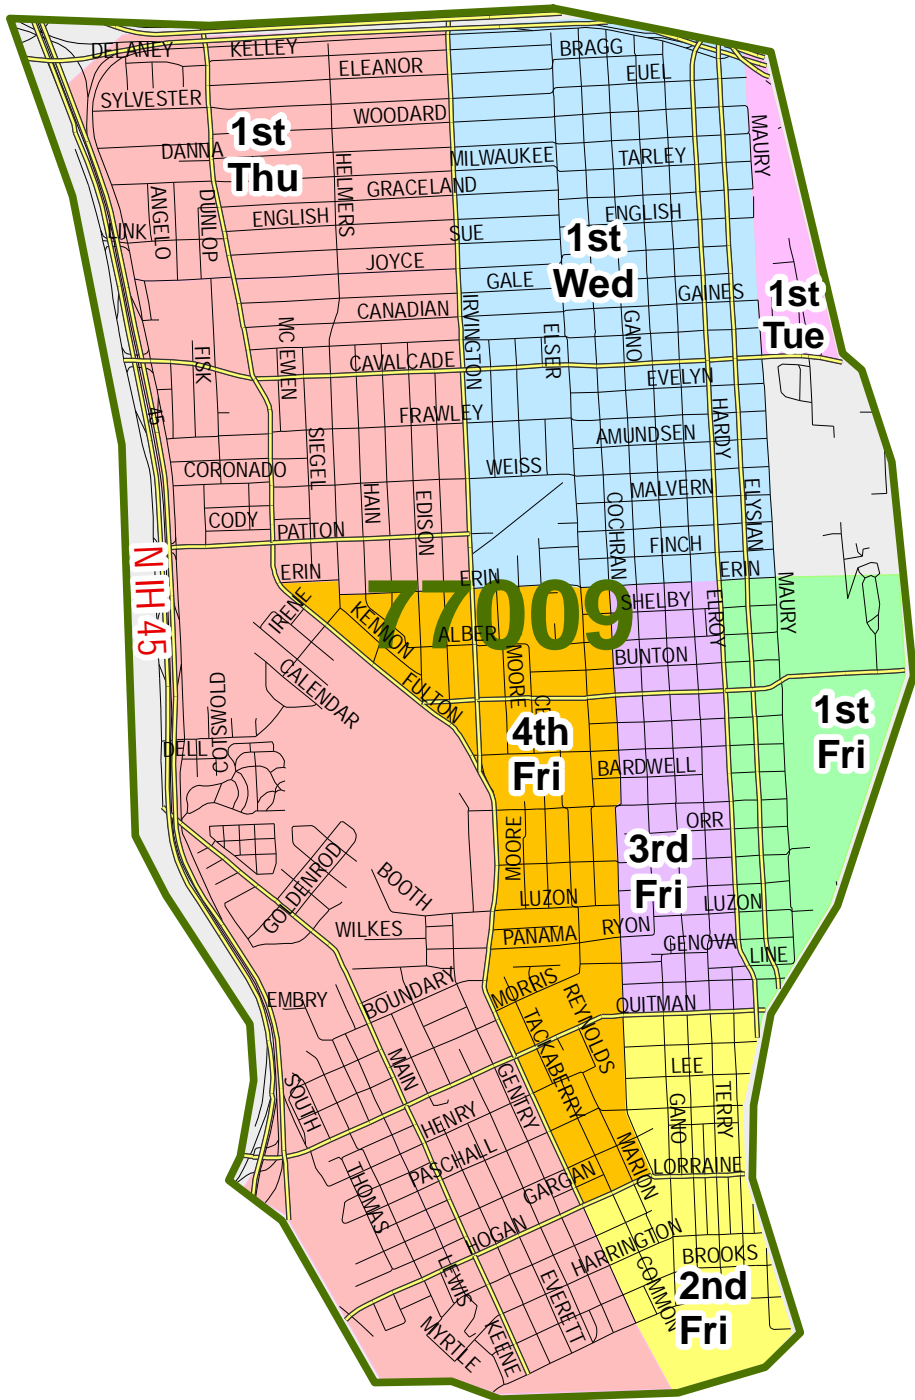 DELANEY
KELLEY
BRAGG
ELEANOR
EUEL
SYLVESTER
WOODARD
1st
Thu
MAURY
DANNA
MILWAUKEE
TARLEY
HELMERS
GRACELAND
ANGELO
DUNLOP
ENGLISH
ENGLISH
LINK
SUE
1st
Wed
JOYCE
GALE
GAINES
1st
Tue
CANADIAN
IRVINGTON
MC EWEN
ELSER
GANO
FISK
CAVALCADE
EVELYN
45
FRAWLEY
HARDY
SIEGEL
AMUNDSEN
CORONADO
WEISS
HAIN
EDISON
MALVERN
ELYSIAN
COCHRAN
CODY
PATTON
FINCH
N IH 45
ERIN
ERIN
ERIN
77009
IRENE
KENNON
SHELBY
ELROY
MAURY
ALBER
MOORE
BUNTON
CALENDAR
FULTON
COTSWOLD
1st
Fri
4th
Fri
DELL
BARDWELL
MOORE
ORR
GOLDENROD
3rd
Fri
BOOTH
LUZON
LUZON
WILKES
PANAMA
RYON
GENOVA
LINE
BOUNDARY
MORRIS
EMBRY
REYNOLDS
QUITMAN
TACKABERRY
MAIN
GENTRY
LEE
SOUTH
GANO
TERRY
HENRY
PASCHALL
MARION
LORRAINE
THOMAS
GARGAN
HOGAN
HARRINGTON
BROOKS
LEWIS
EVERETT
COMMON
2nd
Fri
MYRTLE
KEENE